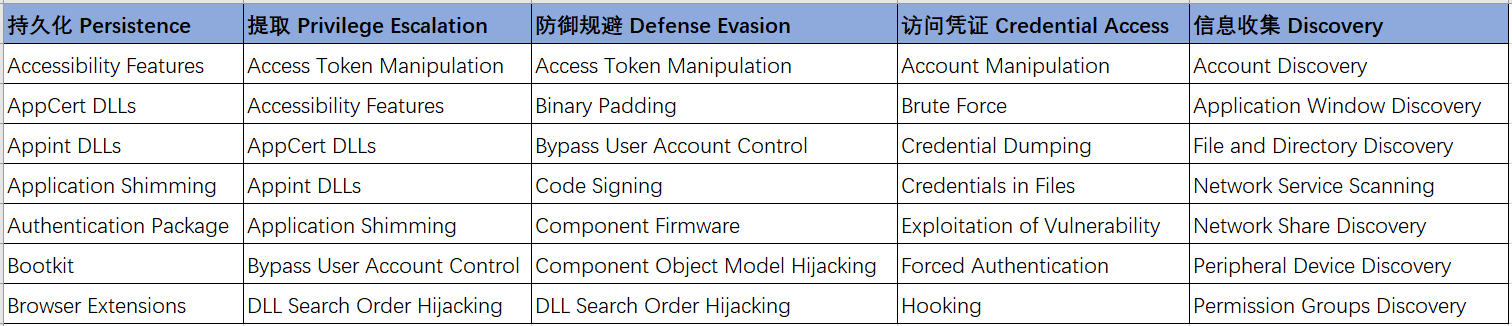 持久化 Persistence 提取 Privilege Escalation 防御规避 Defense Evasion 访问凭证 Credential Access 信息收集 Discovery
Accessibility Features Access Token Manipulation Access Token Manipulation Account Manipulation Account Discovery
AppCert DLLs Accessibility Features Binary Padding Brute Force Application Window Discovery
Appint DLLs AppCert DLLs Bypass User Account Control Credential Dumping File and Directory Discovery
Application Shimming Appint DLLs Code Signing Credentials in Files Network Service Scanning
Authentication Package Application Shimming Component Firmware Exploitation of Vulnerability Network Share Discovery
Bootkit Bypass User Account Control Component Object Model Hijacking Forced Authentication Peripheral Device Discovery
Browser Extensions DLL Search Order Hijacking DLL Search Order Hijacking Hooking Permission Groups Discovery